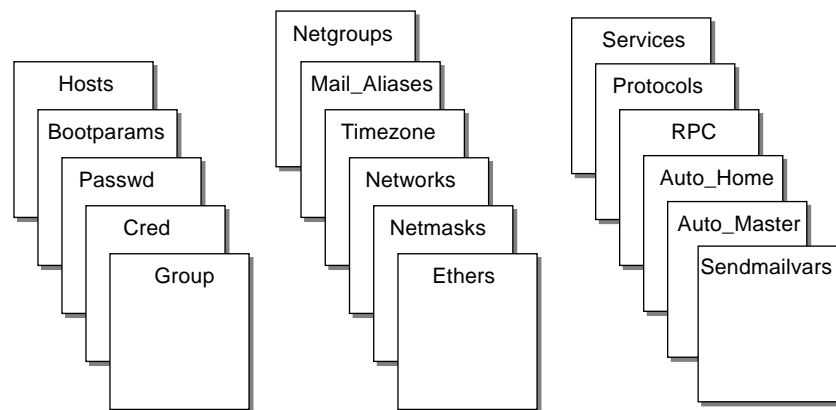 Hosts
Bootparams
Passwd
Cred
Group
Netgroups
Mail_Aliases
Timezone
Networks
Netmasks
Ethers
Services
Protocols
RPC
Auto_Home
Auto_Master
Sendmailvars